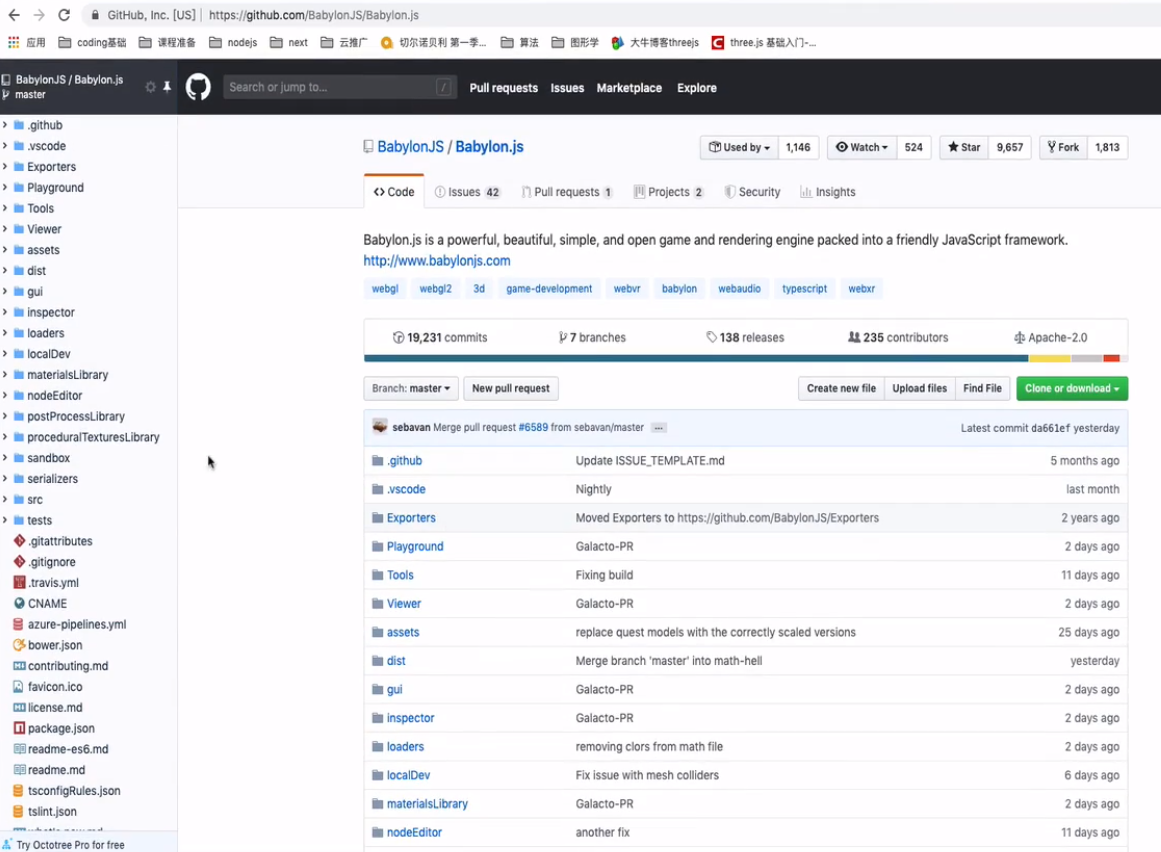 GitHub, Inc. [US] | https://github.com/BabylonJS/Babylon.js
应用 coding基础 课程准备 nodejs next 云推广 切尔诺贝利 第一季... 算法 图形学 大牛博客threejs three.js 基础入门-...
BabylonJS / Babylon.js
master
Search or jump to... / Pull requests Issues Marketplace Explore
.github
.vscode
Exporters
Playground
Tools
Viewer
assets
dist
gui
inspector
loaders
localDev
materialsLibrary
nodeEditor
postProcessLibrary
proceduralTexturesLibrary
sandbox
serializers
src
tests
.gitattributes
.gitignore
.travis.yml
CNAME
azure-pipelines.yml
bower.json
contributing.md
favicon.ico
license.md
package.json
readme-es6.md
readme.md
tsconfigRules.json
tslint.json
Try Octotree Pro for free
BabylonJS / Babylon.js
Used by 1,146 Watch 524 Star 9,657 Fork 1,813
Code Issues 42 Pull requests 1 Projects 2 Security Insights
Babylon.js is a powerful, beautiful, simple, and open game and rendering engine packed into a friendly JavaScript framework.
http://www.babylonjs.com
webgl webgl2 3d game-development webvr babylon webaudio typescript webxr
19,231 commits 7 branches 138 releases 235 contributors Apache-2.0
Branch: master New pull request Create new file Upload files Find File Clone or download
sebavan Merge pull request #6589 from sebavan/master ... Latest commit da661ef yesterday
.github Update ISSUE_TEMPLATE.md 5 months ago
.vscode Nightly last month
Exporters Moved Exporters to https://github.com/BabylonJS/Exporters 2 years ago
Playground Galacto-PR 2 days ago
Tools Fixing build 11 days ago
Viewer Galacto-PR 2 days ago
assets replace quest models with the correctly scaled versions 25 days ago
dist Merge branch 'master' into math-hell yesterday
gui Galacto-PR 2 days ago
inspector Galacto-PR 2 days ago
loaders removing clors from math file 2 days ago
localDev Fix issue with mesh colliders 6 days ago
materialsLibrary Galacto-PR 2 days ago
nodeEditor another fix 11 days ago